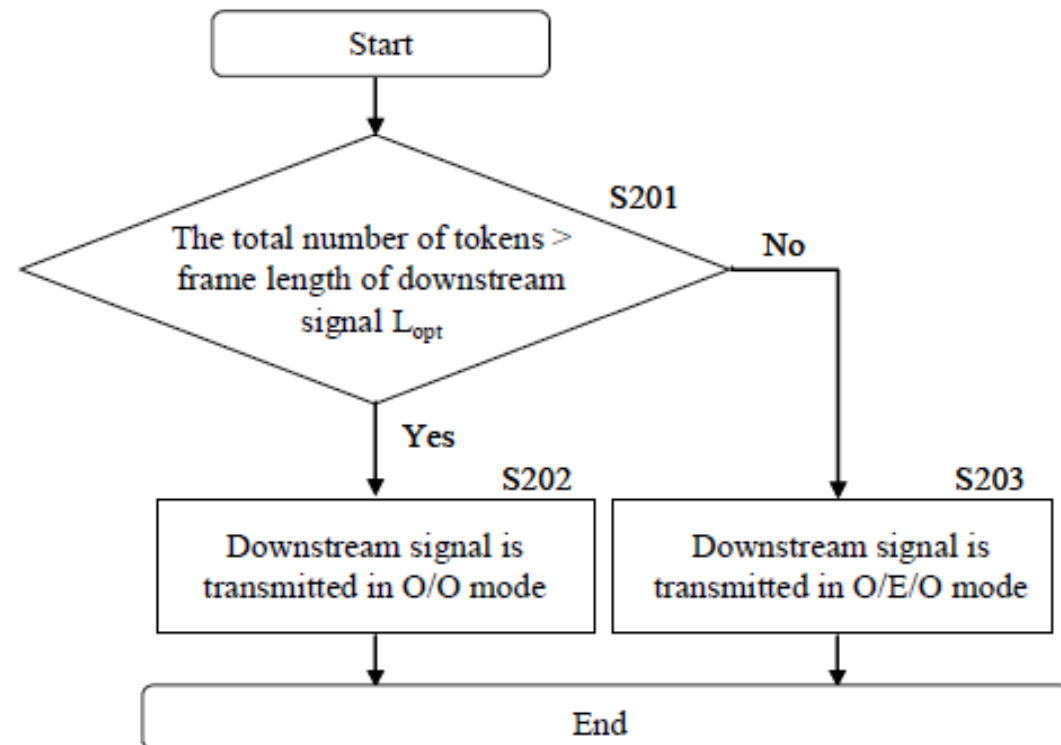 Start
S201
The total number of tokens >
frame length of downstream
signal Lopt
No
Yes
S202
S203
Downstream signal is
transmitted in O/O mode
Downstream signal is
transmitted in O/E/O mode
End